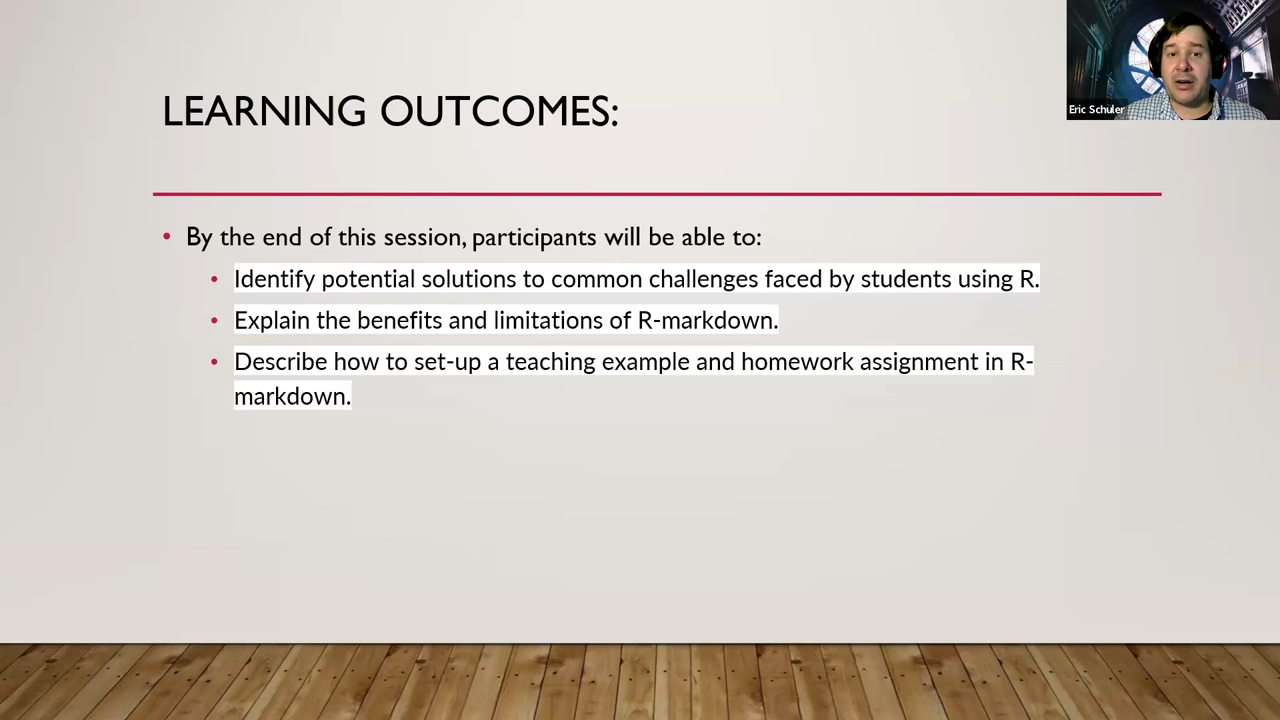 LEARNING OUTCOMES:
Eric Schuler
• By the end of this session, participants will be able to:
• Identify potential solutions to common challenges faced by students using R.
• Explain the benefits and limitations of R-markdown.
• Describe how to set-up a teaching example and homework assignment in R-
markdown.